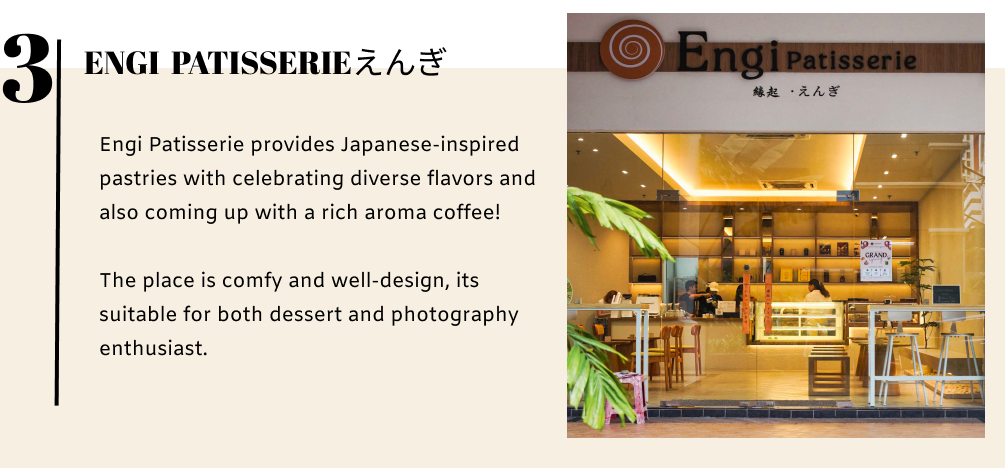 3
ENGI PATISSERIEえんぎ
Engi Patisserie provides Japanese-inspired
pastries with celebrating diverse flavors and
also coming up with a rich aroma coffee!
The place is comfy and well-design, its
suitable for both dessert and photography
enthusiast.
Engi Patisserie
縁起 ・えんぎ
GRAND